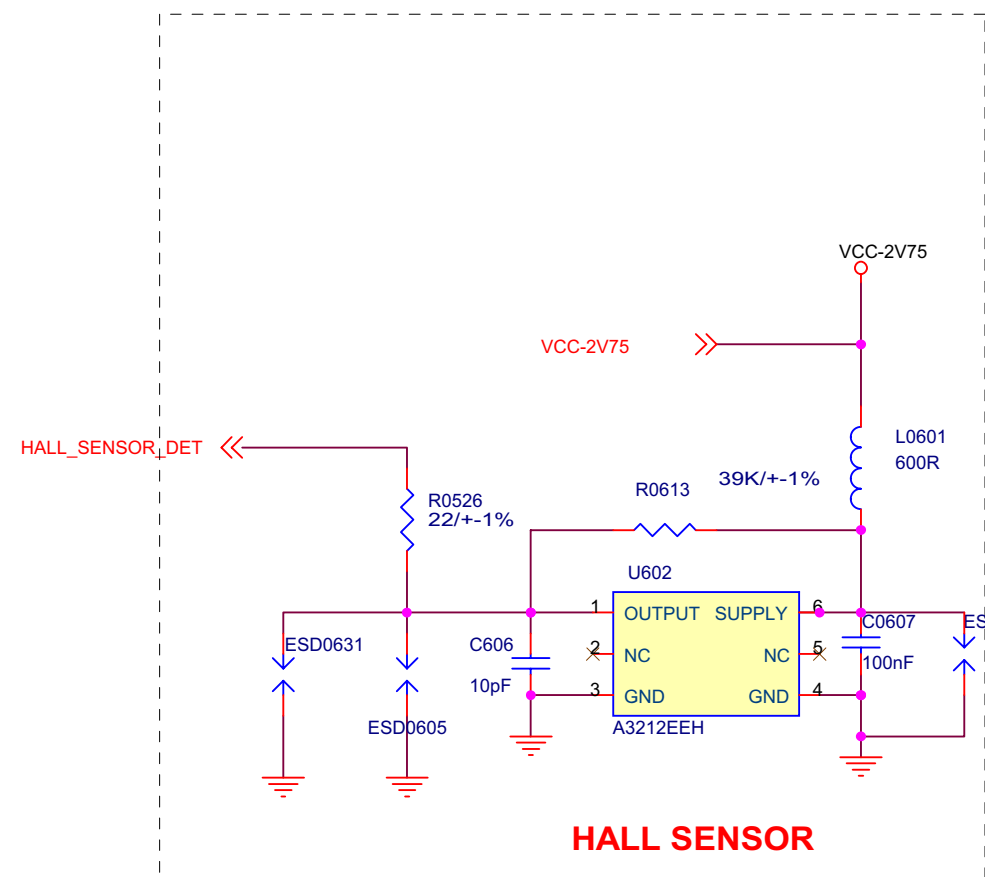 VCC-2V75
VCC-2V75
HALL_SENSOR_DET
L0601
600R
R0613
39K/+-1%
R0526
22/+-1%
U602
1
OUTPUT
SUPPLY
6
2
NC
NC
5
3
GND
GND
4
A3212EEH
ESD0631
ESD0605
C606
10pF
C0607
100nF
ES
HALL SENSOR